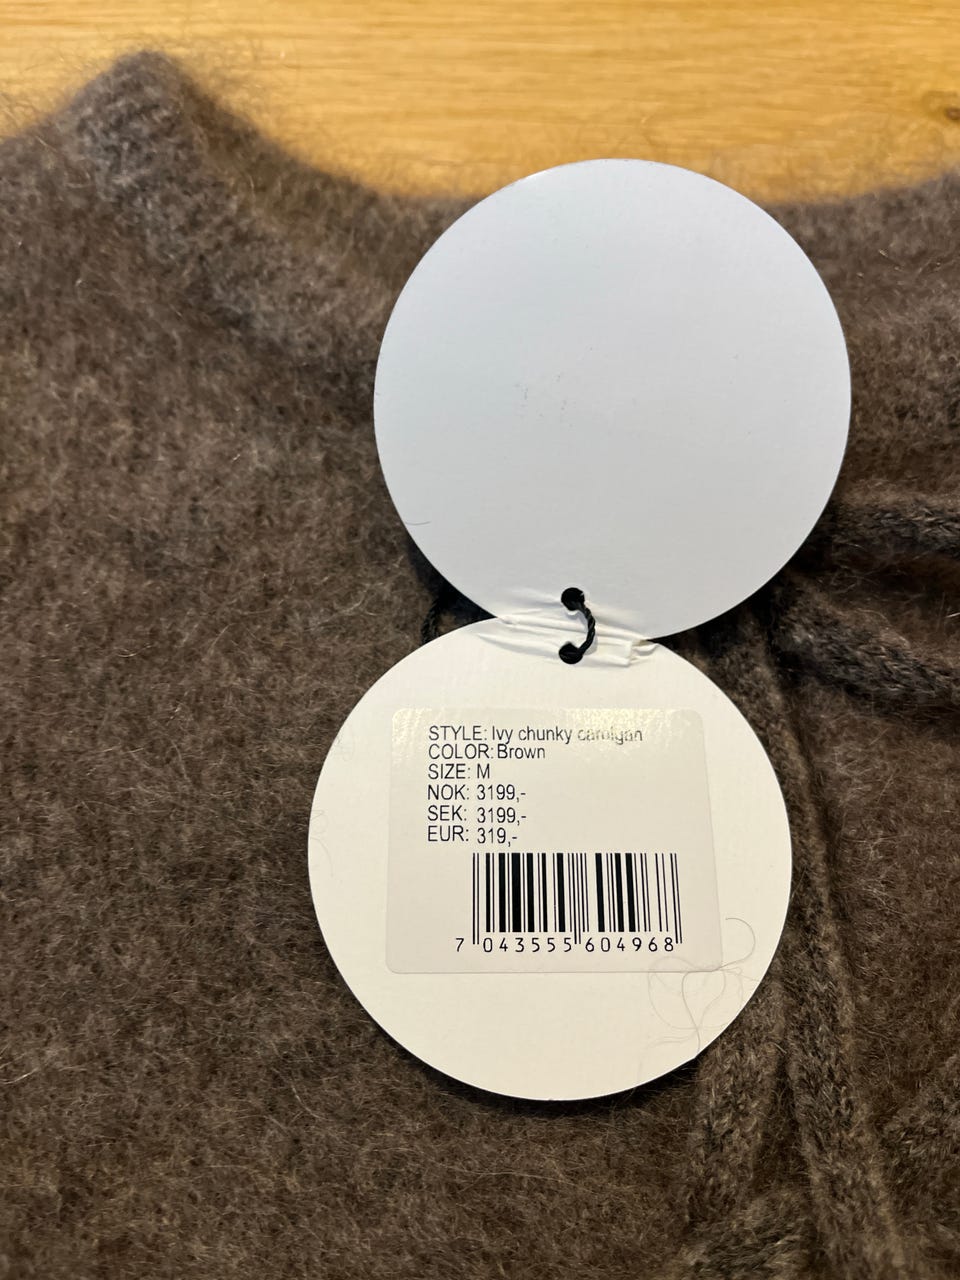 STYLE: Ivy chunky cardigan
COLOR: Brown
SIZE: M
NOK: 3199,-
SEK: 3199,-
EUR: 319,-
7 043555 604968